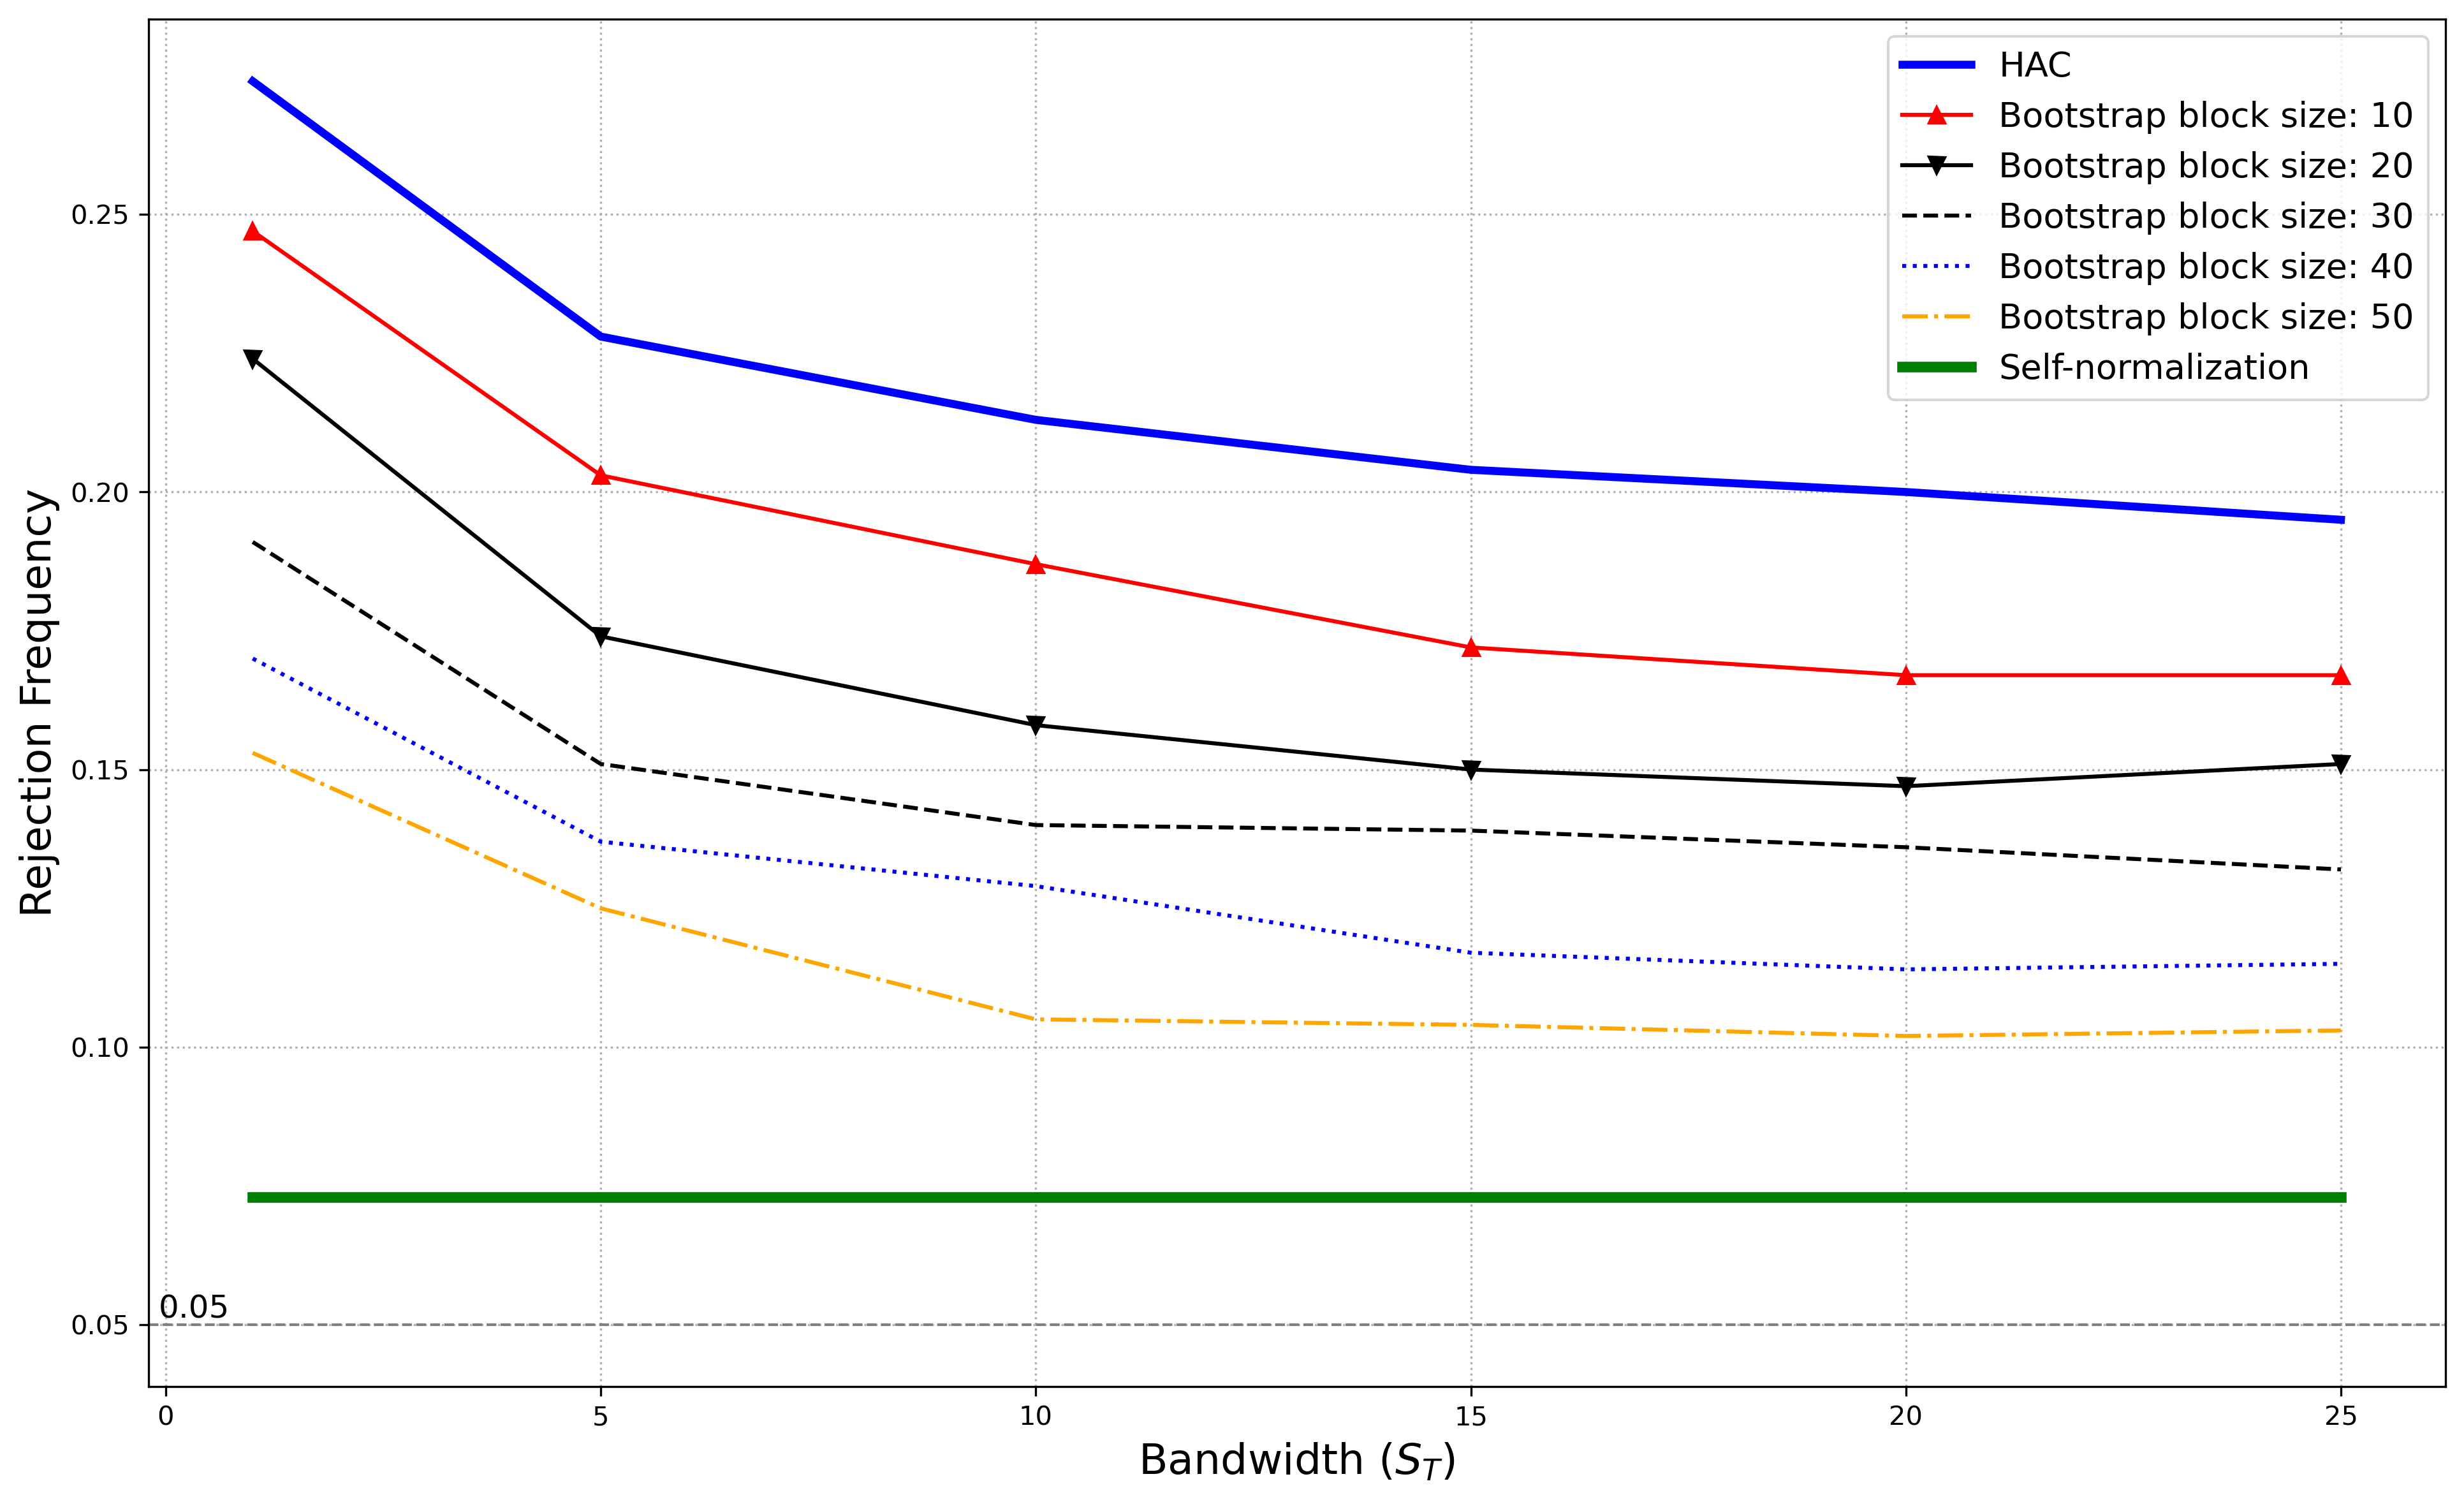 HAC
Bootstrap block size: 10
Bootstrap block size: 20
Bootstrap block size: 30
Bootstrap block size: 40
Bootstrap block size: 50
Self-normalization
Rejection Frequency
0.25
0.20
0.15
0.10
0.05
0.05
0 5 10 15 20 25
Bandwidth (S_T)